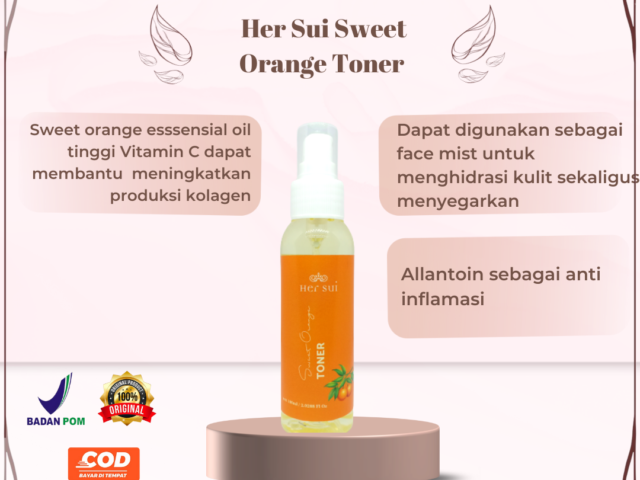 Her Sui Sweet
Orange Toner
Sweet orange esssensial oil
tinggi Vitamin C dapat
membantu meningkatkan
produksi kolagen
Dapat digunakan sebagai
face mist untuk
menghidrasi kulit sekaligus
menyegarkan
Allantoin sebagai anti
inflamasi
Her sui
Sweet Orange
TONER
BADAN POM
100%
ORIGINAL
COD
BAYAR DI TEMPAT